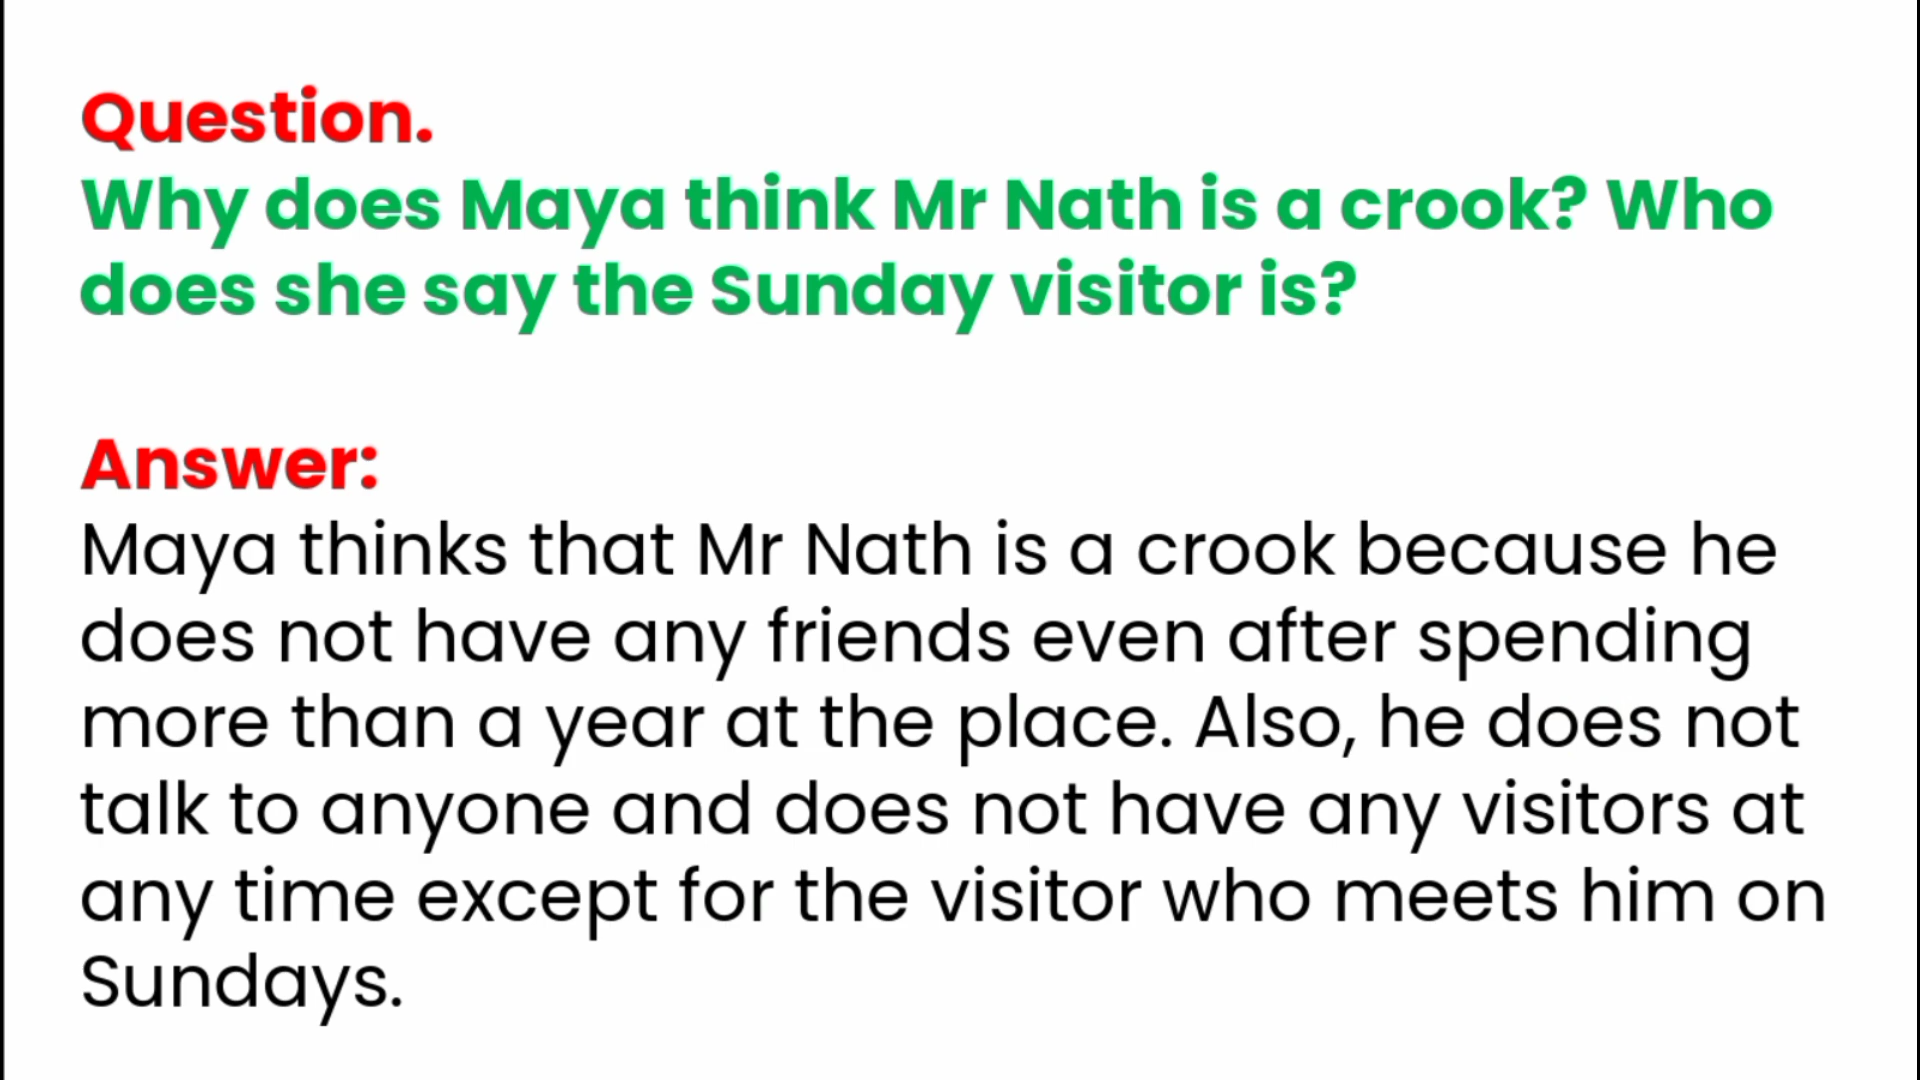 Question.
Why does Maya think Mr Nath is a crook? Who
does she say the Sunday visitor is?
Answer:
Maya thinks that Mr Nath is a crook because he
does not have any friends even after spending
more than a year at the place. Also, he does not
talk to anyone and does not have any visitors at
any time except for the visitor who meets him on
Sundays.